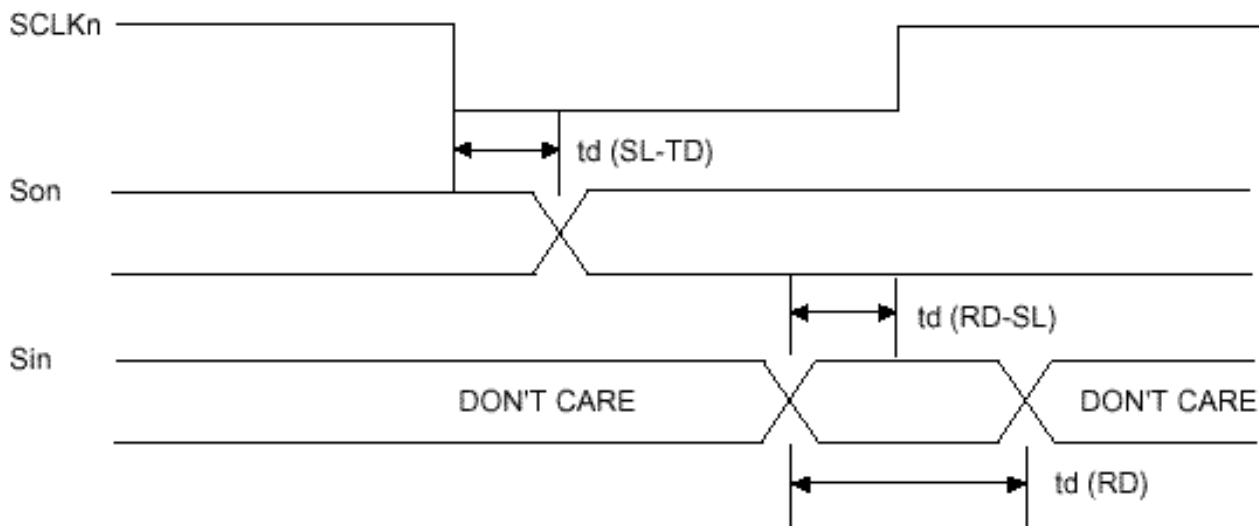 SCLKn
td (SL-TD)
Son
td (RD-SL)
Sin
DON'T CARE
DON'T CARE
td (RD)